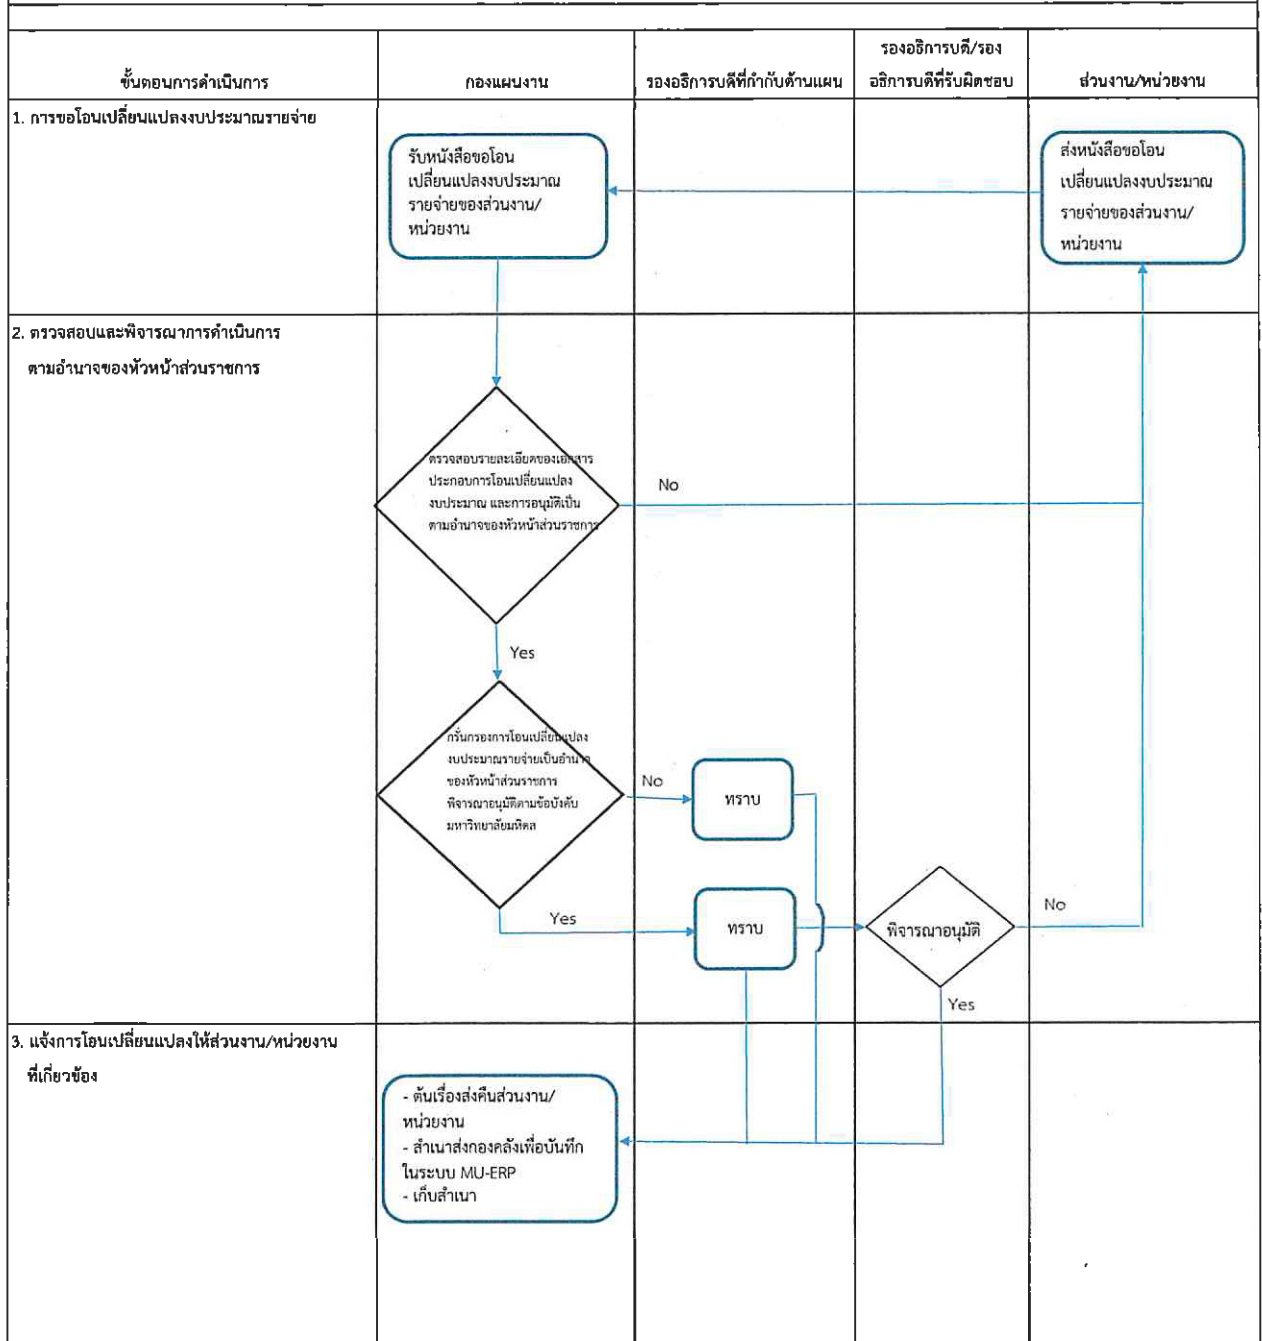 ขั้นตอนการดำเนินการ
กองแผนงาน
รองอธิการบดีที่กำกับด้านแผน
รองอธิการบดี/รอง
อธิการบดีที่รับผิดชอบ
ส่วนงาน/หน่วยงาน
1. การขอโอนเปลี่ยนแปลงงบประมาณรายจ่าย
รับหนังสือขอโอน
เปลี่ยนแปลงงบประมาณ
รายจ่ายของส่วนงาน/
หน่วยงาน
ส่งหนังสือขอโอน
เปลี่ยนแปลงงบประมาณ
รายจ่ายของส่วนงาน/
หน่วยงาน
2. ตรวจสอบและพิจารณาการดำเนินการ
ตามอำนาจของหัวหน้าส่วนราชการ
ตรวจสอบรายละเอียดของเอกสาร
ประกอบการโอนเปลี่ยนแปลง
งบประมาณ และการอนุมัติเป็น
ตามอำนาจของหัวหน้าส่วนราชการ
No
Yes
กรั่นกรองการโอนเปลี่ยนแปลง
งบประมาณรายจ่ายเป็นอำนาจ
ของหัวหน้าส่วนราชการ
พิจารณาอนุมัติตามข้อบังคับ
มหาวิทยาลัยมหิดล
No
ทราบ
Yes
ทราบ
พิจารณาอนุมัติ
No
Yes
3. แจ้งการโอนเปลี่ยนแปลงให้ส่วนงาน/หน่วยงาน
ที่เกี่ยวข้อง
- ต้นเรื่องส่งคืนส่วนงาน/
หน่วยงาน
- สำเนาส่งกองคลังเพื่อบันทึก
ในระบบ MU-ERP
- เก็บสำเนา